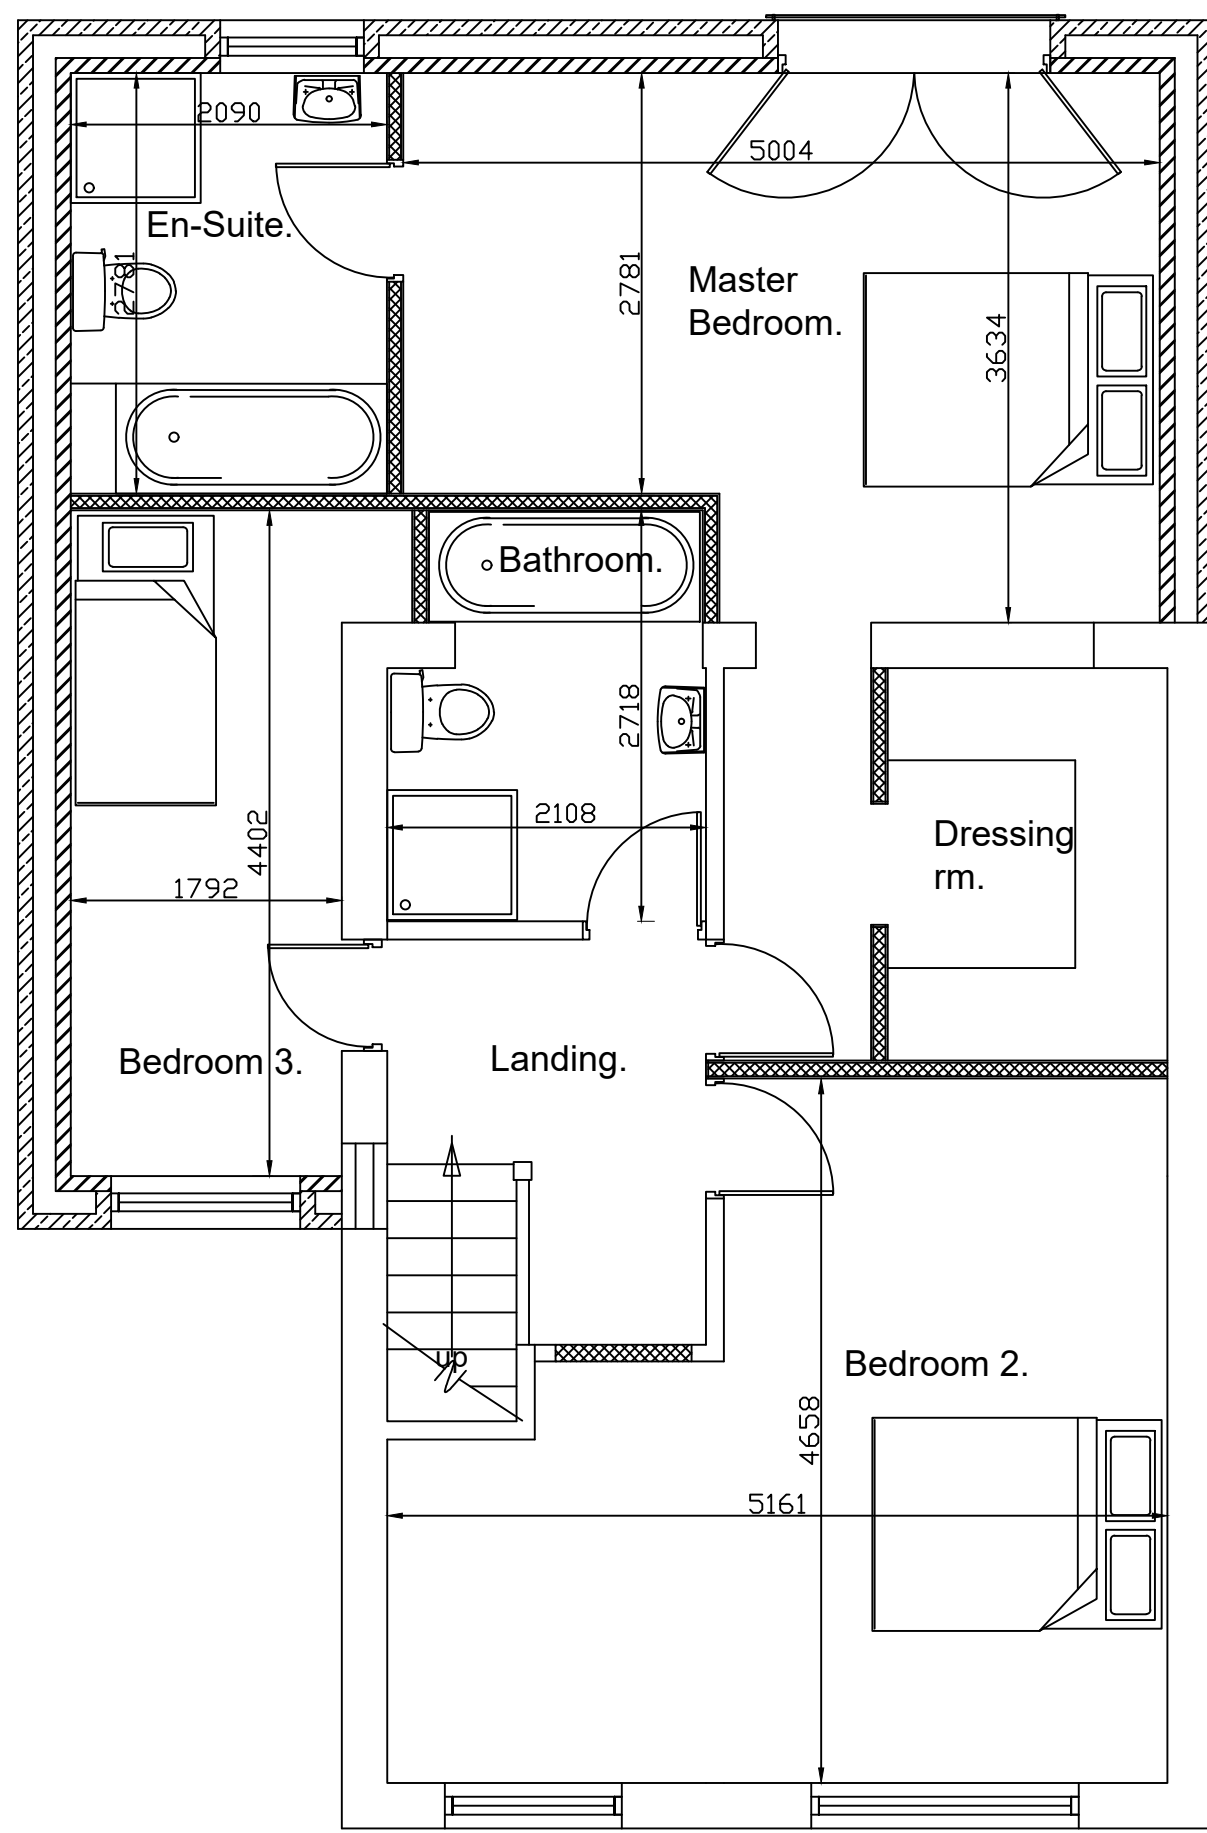 2090
5004
En-Suite.
2781
2781
Master
Bedroom.
3634
Bathroom.
2718
2108
4402
1792
Dressing
rm.
Bedroom 3.
Landing.
up
Bedroom 2.
4658
5161